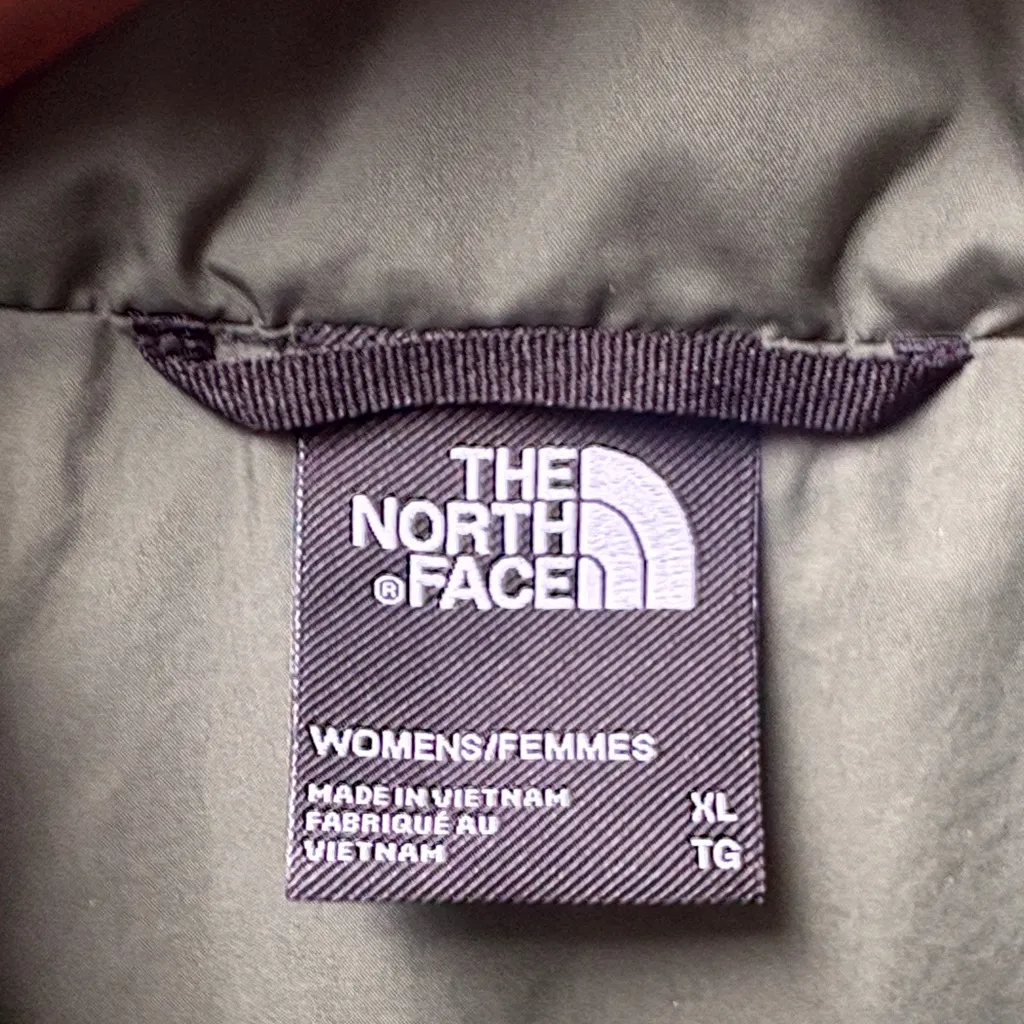 THE
NORTH
®FACE
WOMENS/FEMMES
MADE IN VIETNAM
FABRIQUÉ AU
VIETNAM
XL
TG